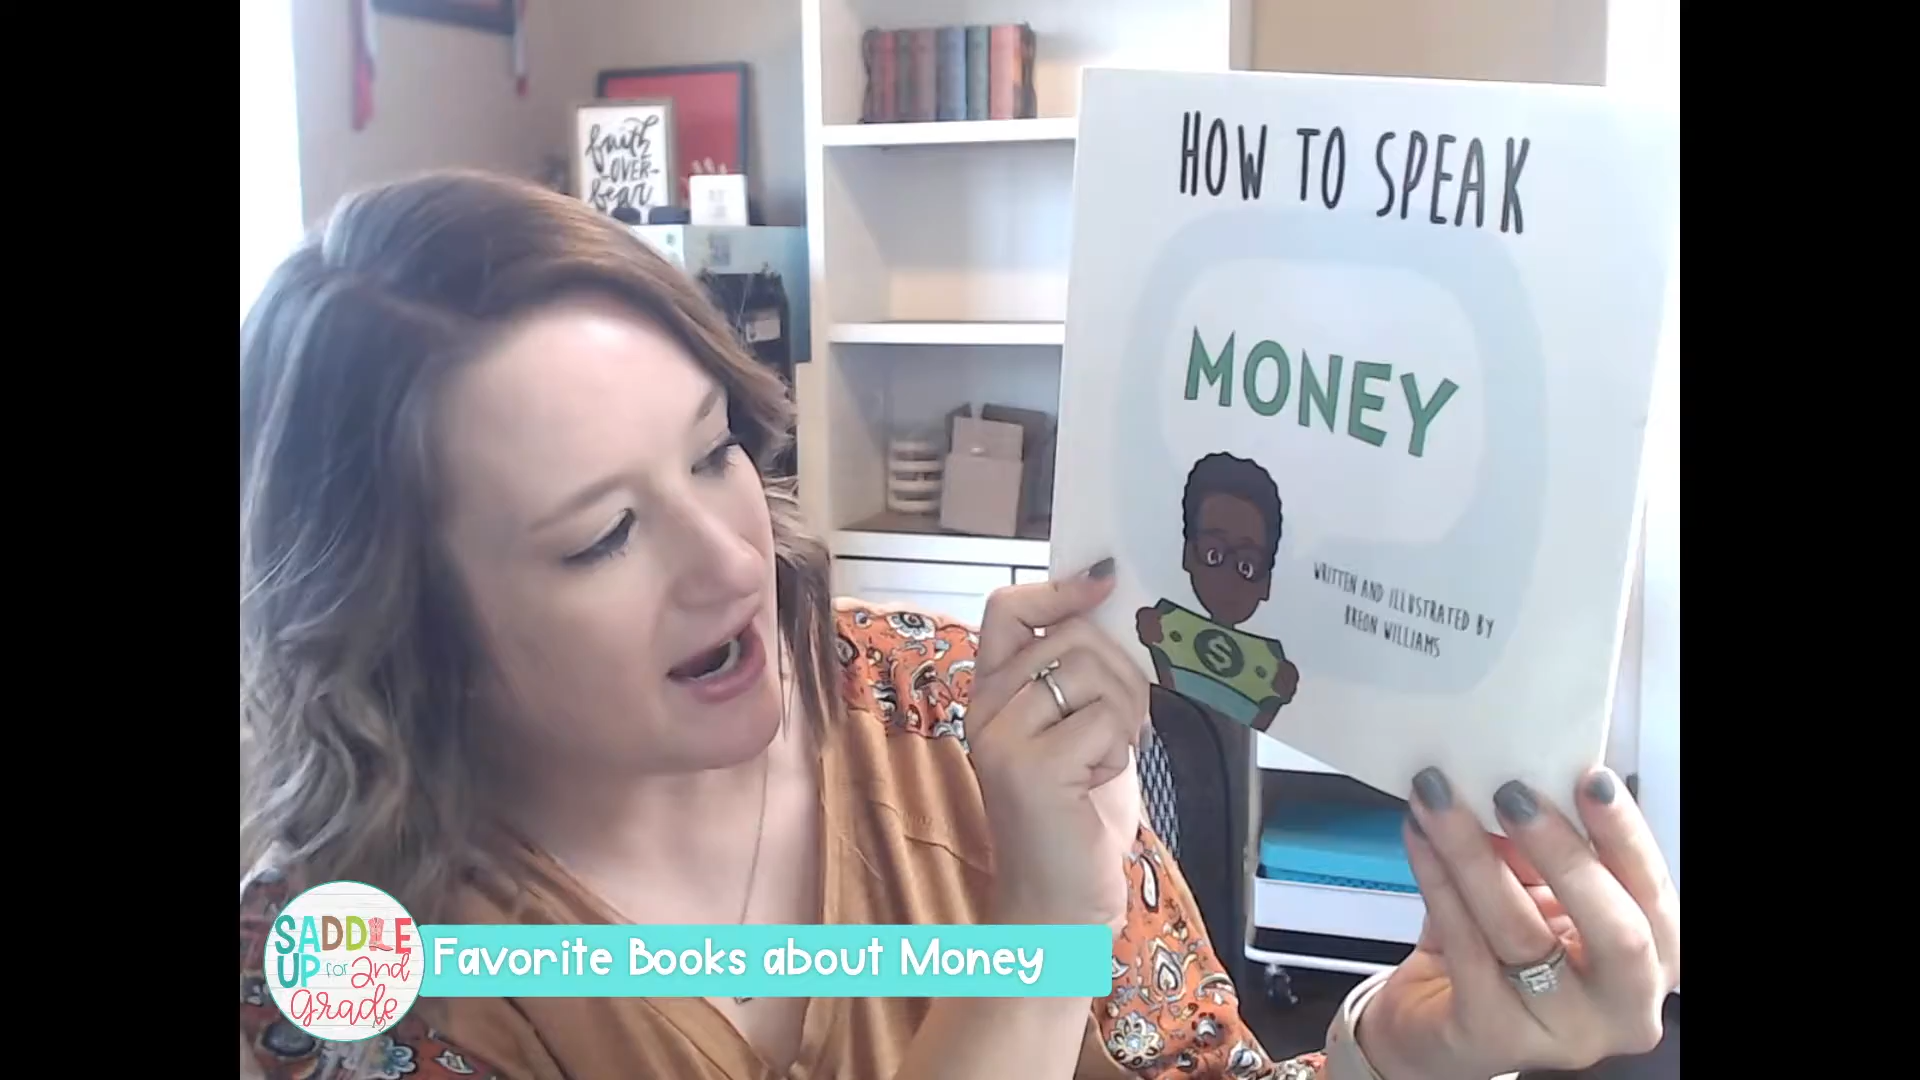 faith
-OVER-
fear
HOW TO SPEAK
MONEY
$
WRITTEN AND ILLUSTRATED BY
BREON WILLIAMS
SADDLE
UP for 2nd
Grade
Favorite Books about Money